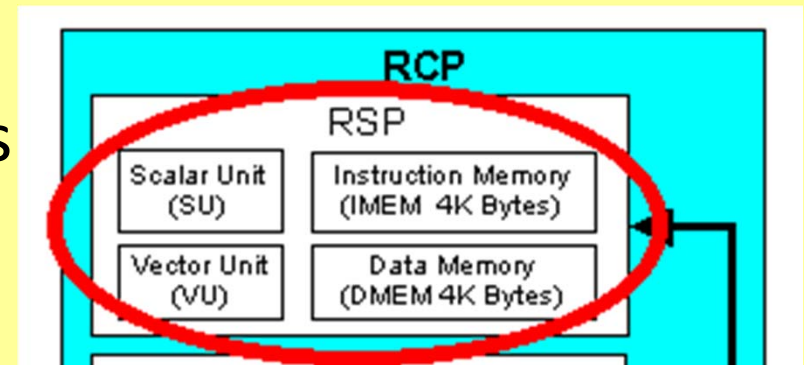 RCP
RSP
Scalar Unit
(SU)
Instruction Memory
(IMEM 4K Bytes)
Vector Unit
(VU)
Data Memory
(DMEM 4K Bytes)